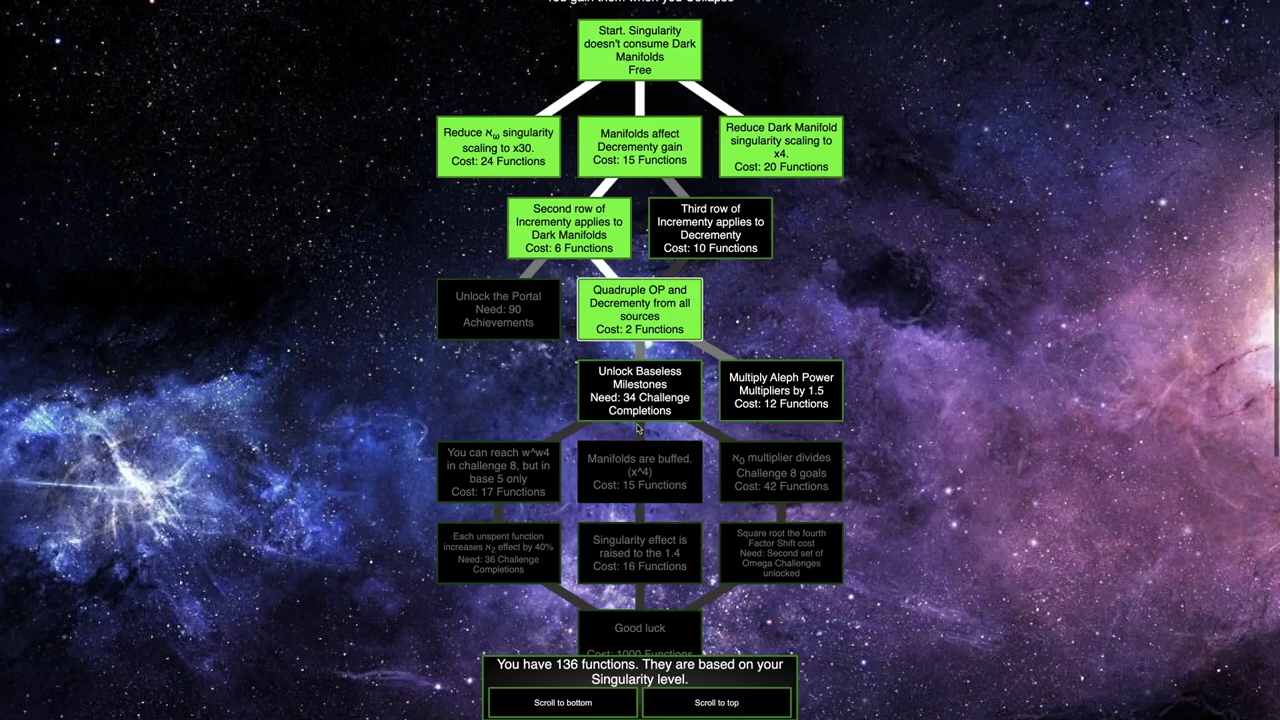 You gain them when you Collapse
Start. Singularity
doesn't consume Dark
Manifolds
Free
Reduce ℵω singularity
scaling to x30.
Cost: 24 Functions
Manifolds affect
Decrementy gain
Cost: 15 Functions
Reduce Dark Manifold
singularity scaling to
x4.
Cost: 20 Functions
Second row of
Incrementy applies to
Dark Manifolds
Cost: 6 Functions
Third row of
Incrementy applies to
Decrementy
Cost: 10 Functions
Unlock the Portal
Need: 90
Achievements
Quadruple OP and
Decrementy from all
sources
Cost: 2 Functions
Unlock Baseless
Milestones
Need: 34 Challenge
Completions
Multiply Aleph Power
Multipliers by 1.5
Cost: 12 Functions
You can reach w^w4
in challenge 8, but in
base 5 only
Cost: 17 Functions
Manifolds are buffed.
(x^4)
Cost: 15 Functions
ℵ0 multiplier divides
Challenge 8 goals
Cost: 42 Functions
Each unspent function
increases ℵ2 effect by 40%
Need: 36 Challenge
Completions
Singularity effect is
raised to the 1.4
Cost: 16 Functions
Square root the fourth
Factor Shift cost
Need: Second set of
Omega Challenges
unlocked
Good luck
Cost: 1000 Functions
You have 136 functions. They are based on your
Singularity level.
Scroll to bottom
Scroll to top